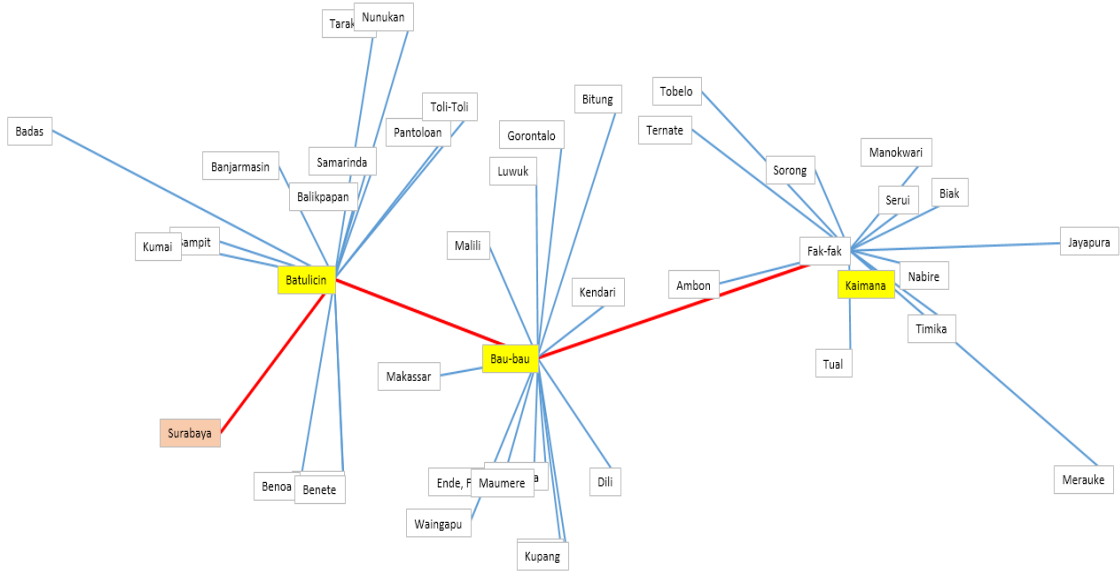 Nunukan
Toli-Toli
Pantoloan
Bitung
Tobelo
Badas
Ternate
Gorontalo
Banjarmasin
Samarinda
Luwuk
Sorong
Manokwari
Balikpapan
Serui
Biak
Kumai
Malili
Fak-fak
Jayapura
Batulicin
Kendari
Ambon
Kaimana
Nabire
Timika
Bau-bau
Tual
Makassar
Surabaya
Benoa
Benete
Ende,
Maumere
Dili
Merauke
Waingapu
Kupang